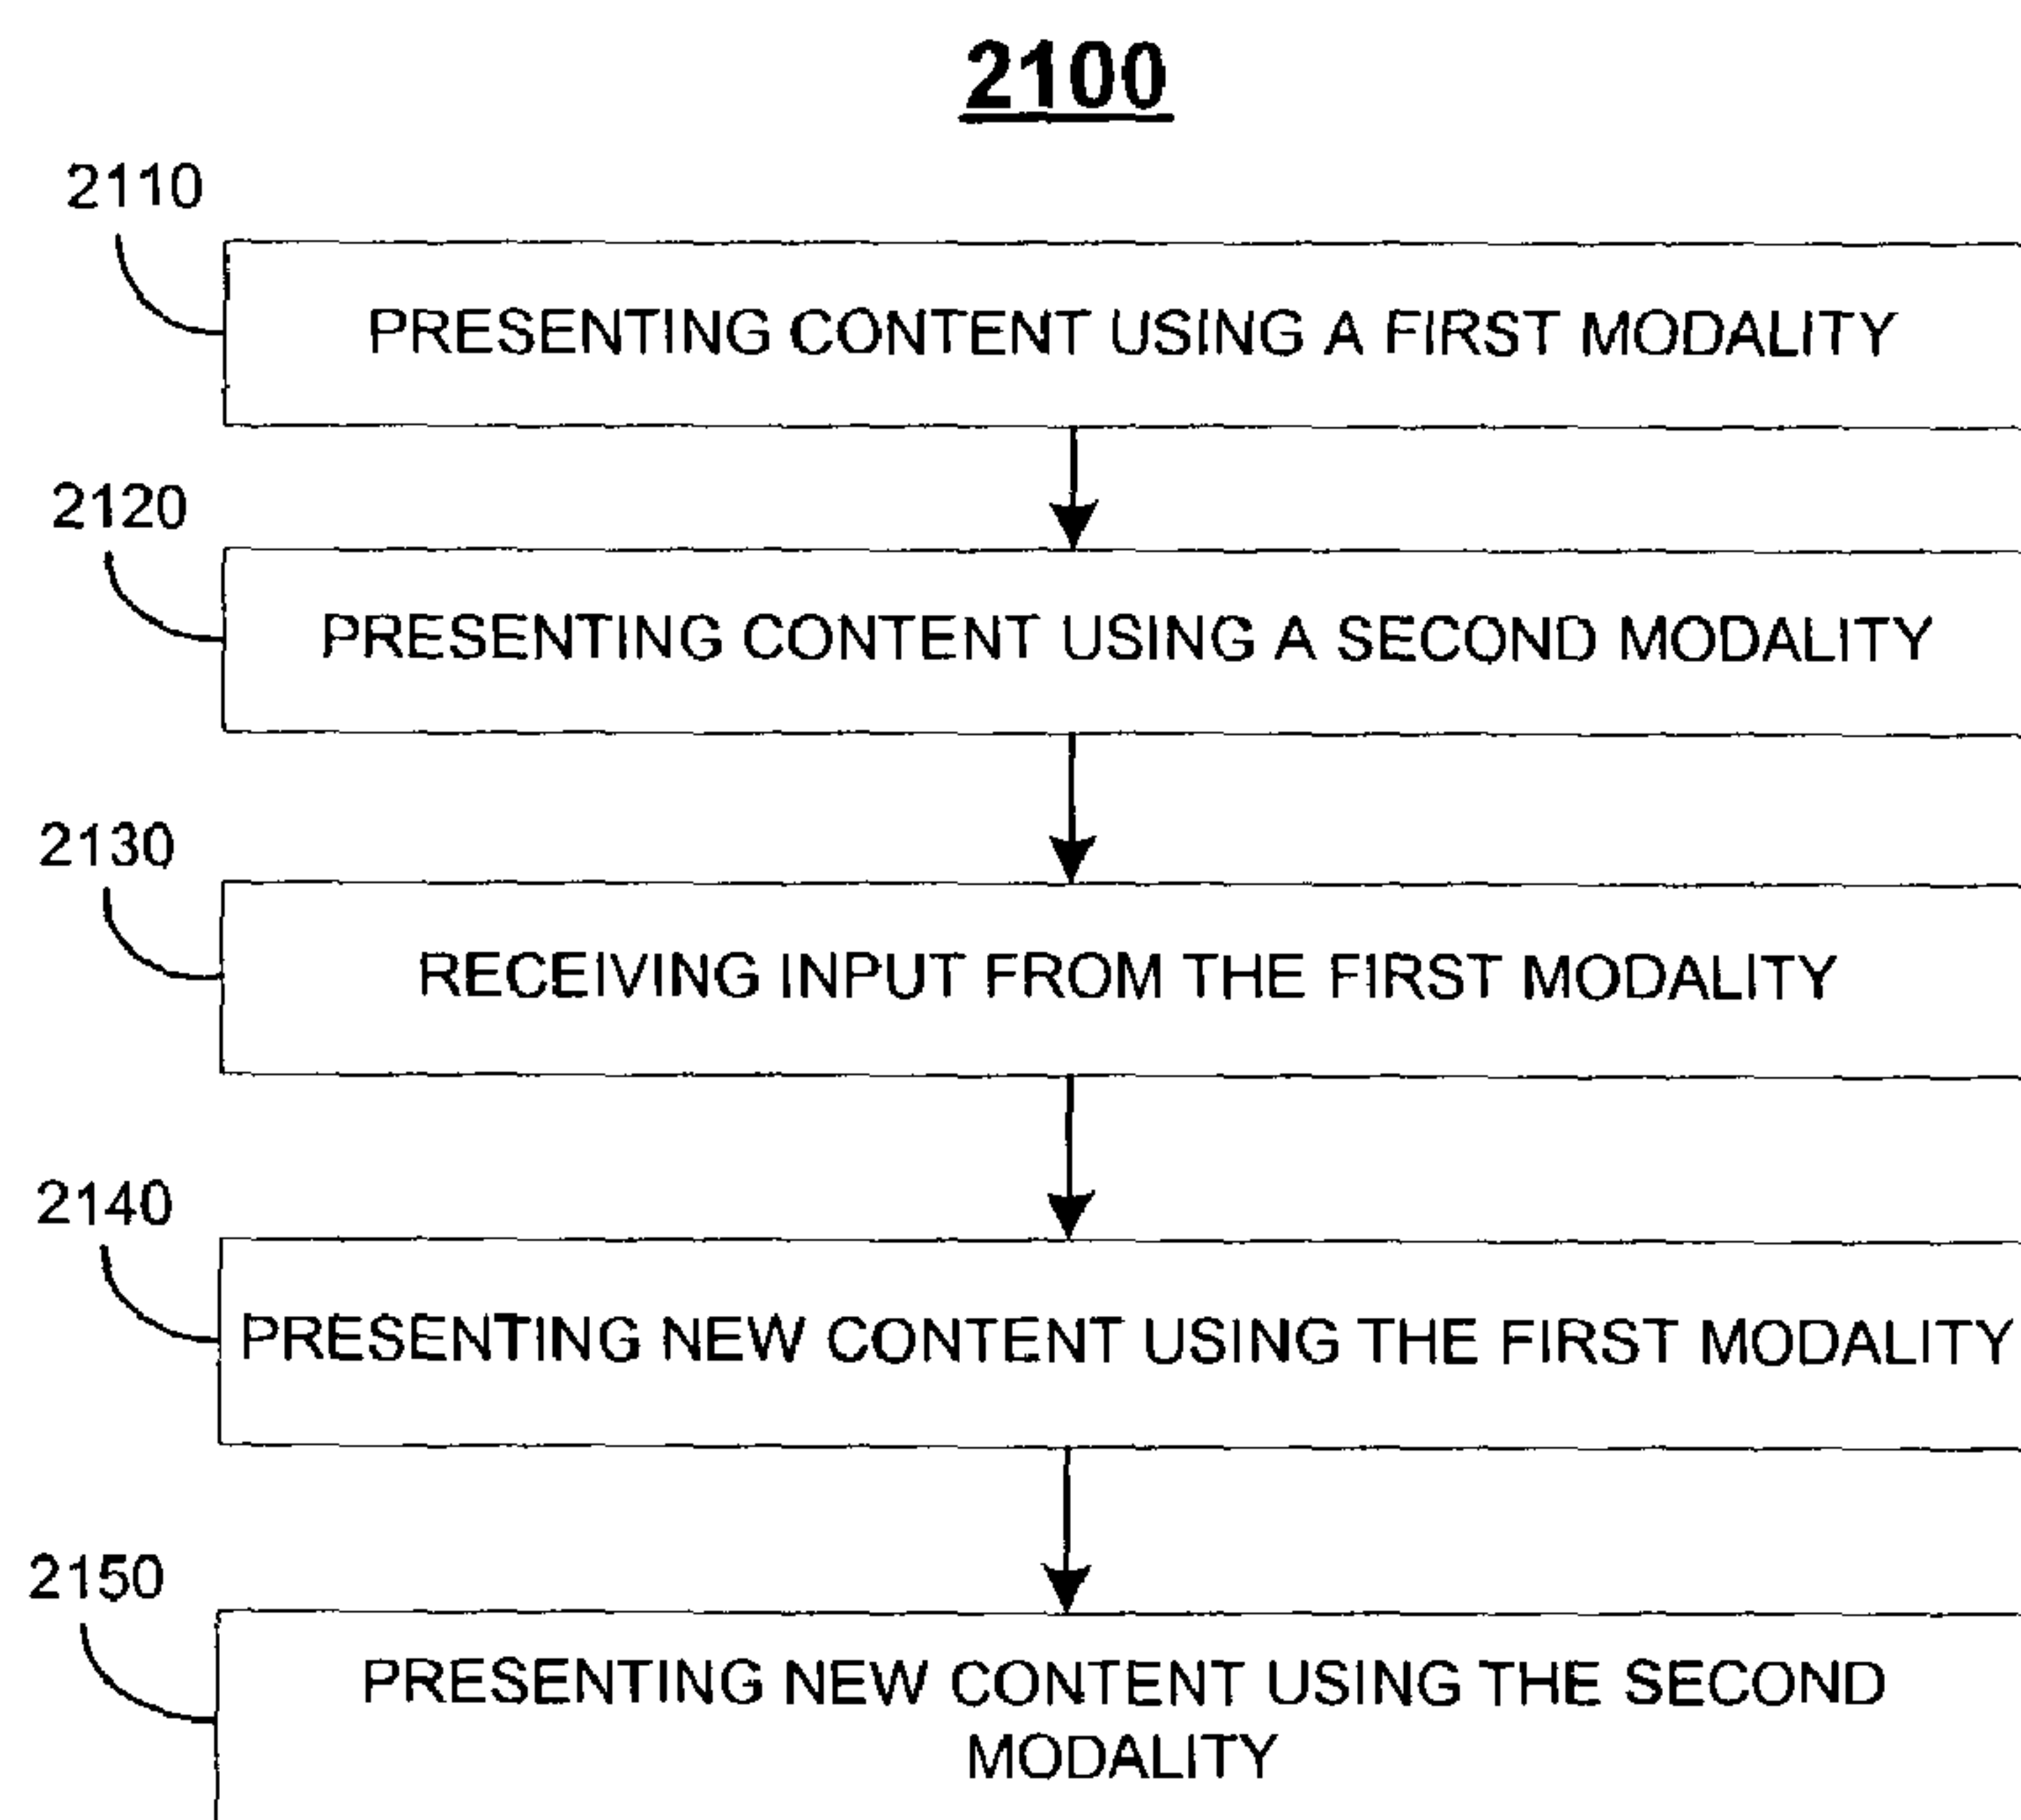 2100
2110
PRESENTING CONTENT USING A FIRST MODALITY
2120
PRESENTING CONTENT USING A SECOND MODALITY
2130
RECEIVING INPUT FROM THE FIRST MODALITY
2140
PRESENTING NEW CONTENT USING THE FIRST MODALITY
2150
PRESENTING NEW CONTENT USING THE SECOND
MODALITY